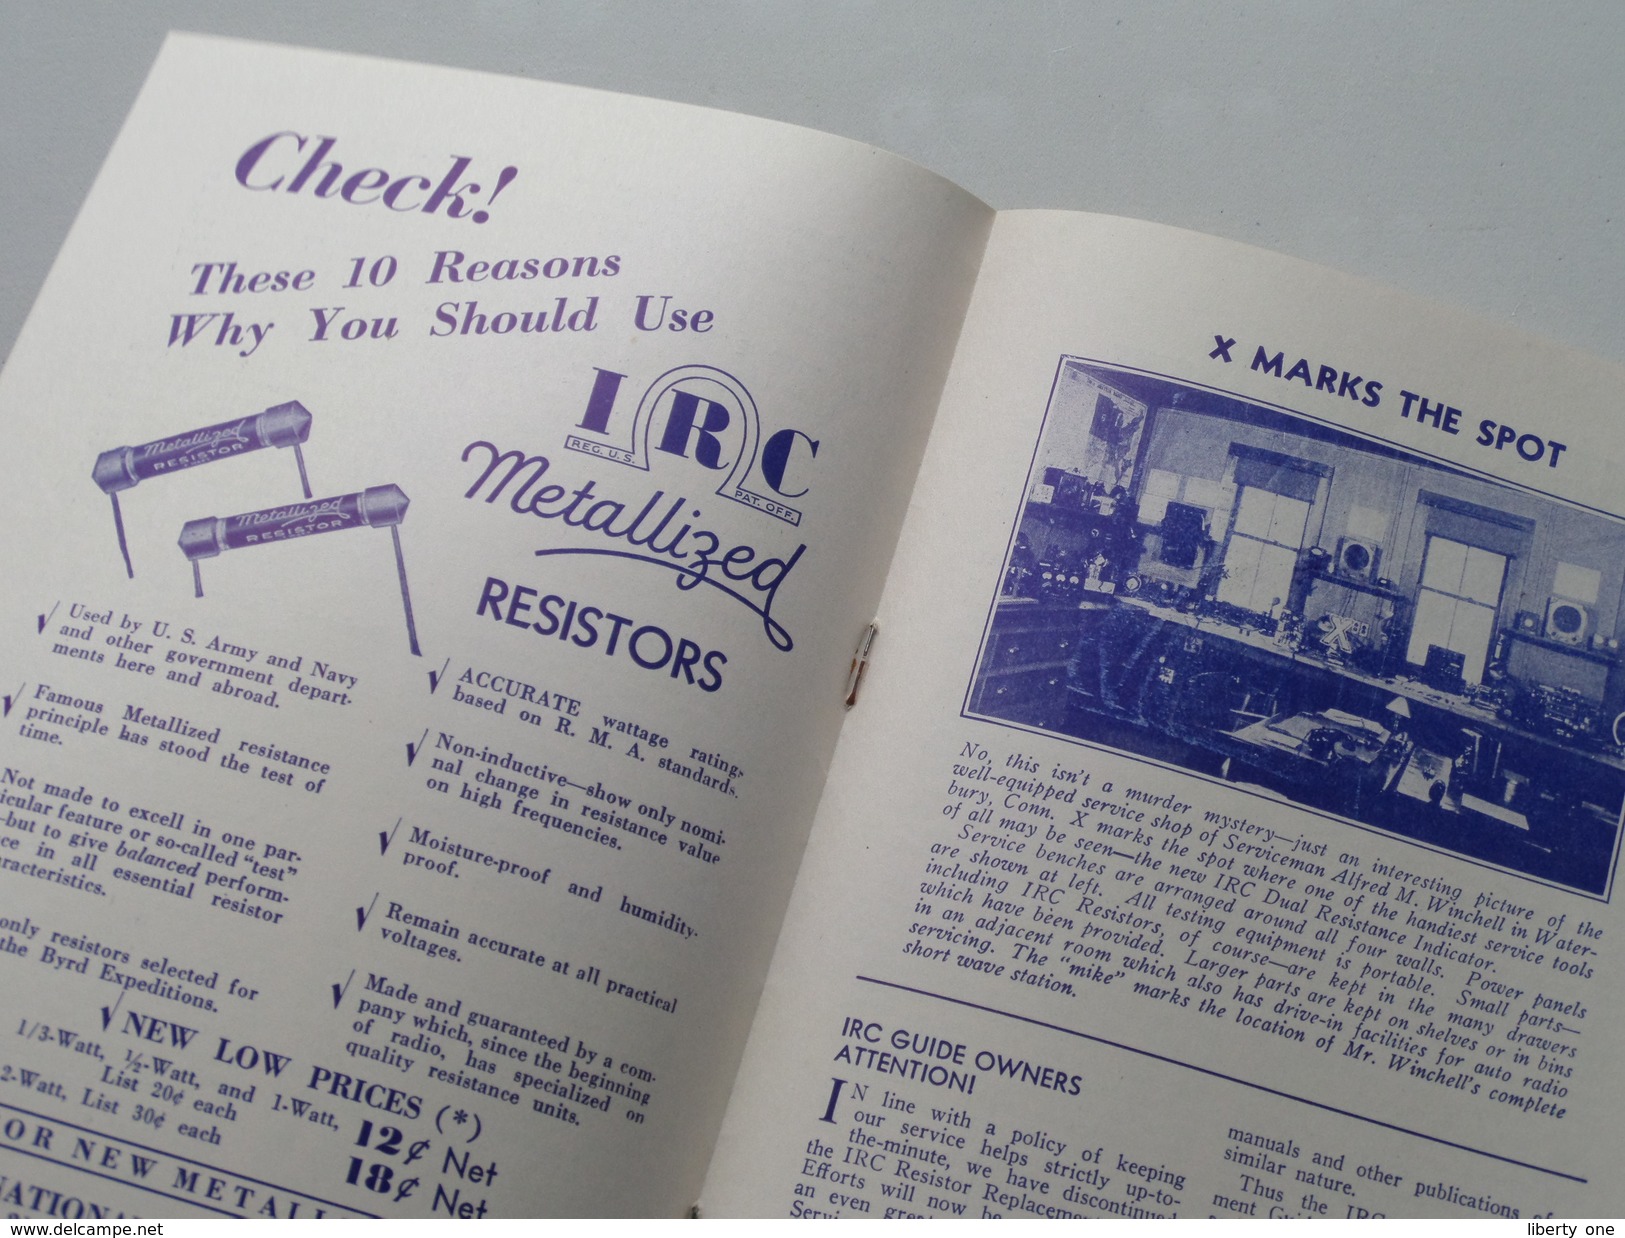 Check!
These 10 Reasons
Why You Should Use
IRC
REG. U. S.
PAT. OFF.
Metallized
RESISTORS
Metallized
RESISTOR
Metallized
RESISTOR
√ Used by U. S. Army and Navy
and other government depart-
ments here and abroad.
√ Famous Metallized resistance
principle has stood the test of
time.
Not made to excell in one par-
icular feature or so-called "test"
—but to give balanced perform-
ce in all essential resistor
aracteristics.
only resistors selected for
the Byrd Expeditions.
√ ACCURATE wattage ratings
based on R. M. A. standards.
√ Non-inductive—show only nomi-
nal change in resistance value
on high frequencies.
√ Moisture-proof and humidity-
proof.
√ Remain accurate at all practical
voltages.
√ Made and guaranteed by a com-
pany which, since the beginning
of radio, has specialized on
quality resistance units.
√ NEW LOW PRICES (*)
1/3-Watt, ½-Watt, and 1-Watt,
List 20¢ each 12¢ Net
2-Watt, List 30¢ each 18¢ Net
OR NEW METALLI
NATION
X MARKS THE SPOT
X
No, this isn't a murder mystery—just an interesting picture of the
well-equipped service shop of Serviceman Alfred M. Winchell in Water-
bury, Conn. X marks the spot where one of the handiest service tools
of all may be seen—the new IRC Dual Resistance Indicator.
Service benches are arranged around all four walls. Power panels
are shown at left. All testing equipment is portable. Small parts—
including IRC Resistors, of course—are kept in the many drawers
which have been provided. Larger parts are kept on shelves or in bins
in an adjacent room which also has drive-in facilities for auto radio
servicing. The "mike" marks the location of Mr. Winchell's complete
short wave station.
IRC GUIDE OWNERS
ATTENTION!
IN line with a policy of keeping
our service helps strictly up-to-
the-minute, we have discontinued
the IRC Resistor Replacement
Efforts will now be
an even great
Servi
manuals and other publications of
similar nature.
Thus the IRC
ment Gui
www.delcampe.net
liberty_one